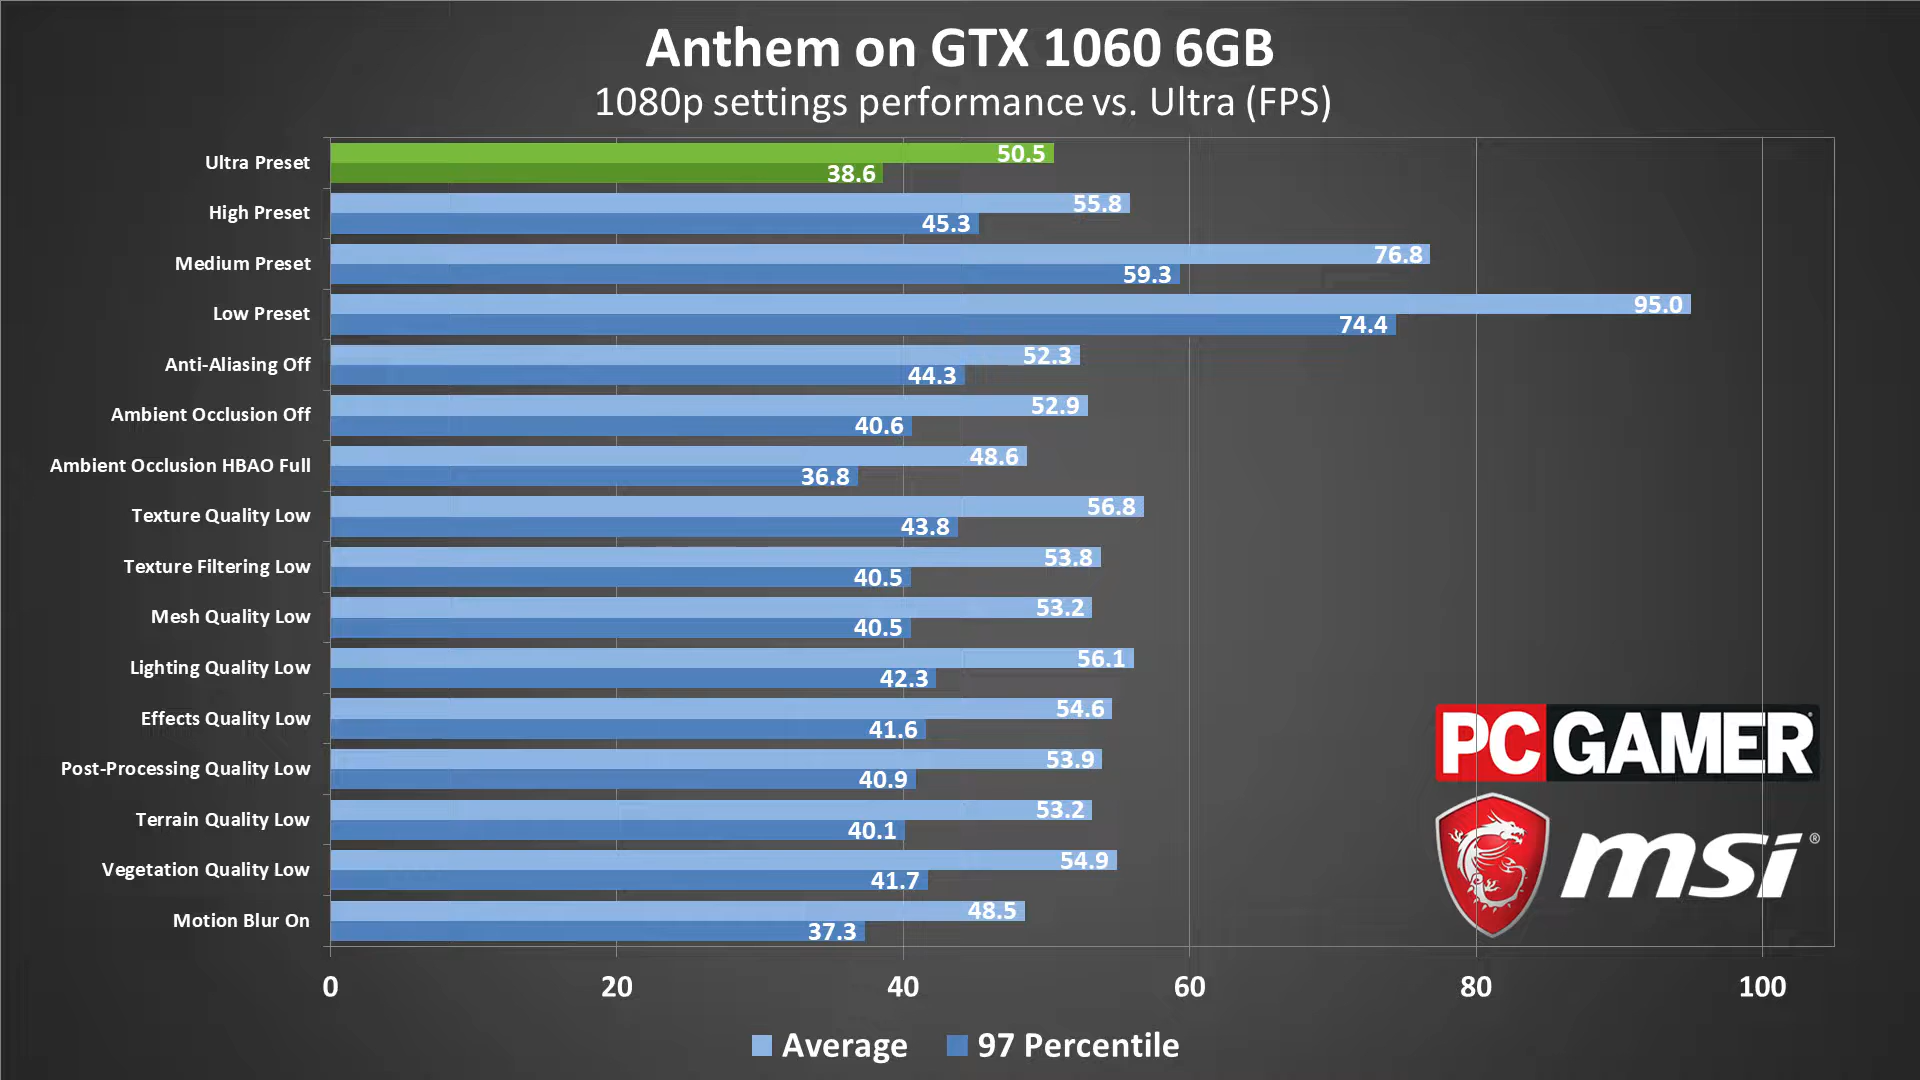 Anthem on GTX 1060 6GB
1080p settings performance vs. Ultra (FPS)
Ultra Preset 50.5 38.6
High Preset 55.8 45.3
Medium Preset 76.8 59.3
Low Preset 95.0 74.4
Anti-Aliasing Off 52.3 44.3
Ambient Occlusion Off 52.9 40.6
Ambient Occlusion HBAO Full 48.6 36.8
Texture Quality Low 56.8 43.8
Texture Filtering Low 53.8 40.5
Mesh Quality Low 53.2 40.5
Lighting Quality Low 56.1 42.3
Effects Quality Low 54.6 41.6
Post-Processing Quality Low 53.9 40.9
Terrain Quality Low 53.2 40.1
Vegetation Quality Low 54.9 41.7
Motion Blur On 48.5 37.3
PC GAMER
msi®
0 20 40 60 80 100
Average 97 Percentile